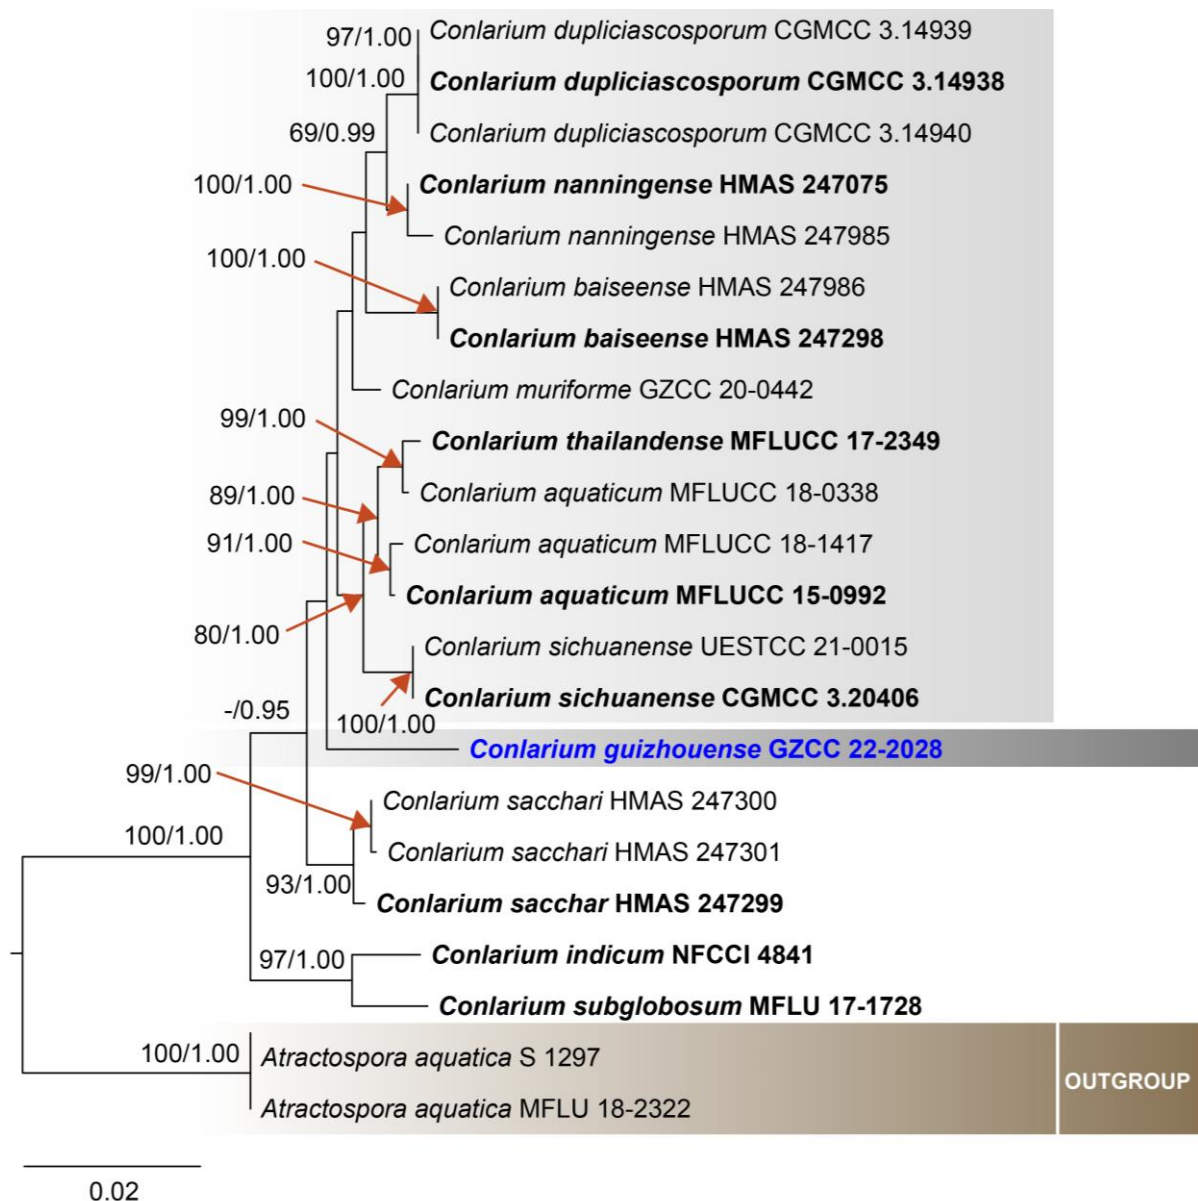 97/1.00
Conlarium dupliciascosporum CGMCC 3.14939
100/1.00
Conlarium dupliciascosporum CGMCC 3.14938
69/0.99
Conlarium dupliciascosporum CGMCC 3.14940
100/1.00
Conlarium nanningense HMAS 247075
Conlarium nanningense HMAS 247985
100/1.00
Conlarium baiseense HMAS 247986
Conlarium baiseense HMAS 247298
Conlarium muriforme GZCC 20-0442
99/1.00
Conlarium thailandense MFLUCC 17-2349
89/1.00
Conlarium aquaticum MFLUCC 18-0338
91/1.00
Conlarium aquaticum MFLUCC 18-1417
Conlarium aquaticum MFLUCC 15-0992
80/1.00
Conlarium sichuanense UESTCC 21-0015
Conlarium sichuanense CGMCC 3.20406
-/0.95
100/1.00
Conlarium guizhouense GZCC 22-2028
99/1.00
Conlarium sacchari HMAS 247300
100/1.00
Conlarium sacchari HMAS 247301
93/1.00
Conlarium sacchar HMAS 247299
97/1.00
Conlarium indicum NFCCI 4841
Conlarium subglobosum MFLU 17-1728
100/1.00
Atractospora aquatica S 1297
OUTGROUP
Atractospora aquatica MFLU 18-2322
0.02